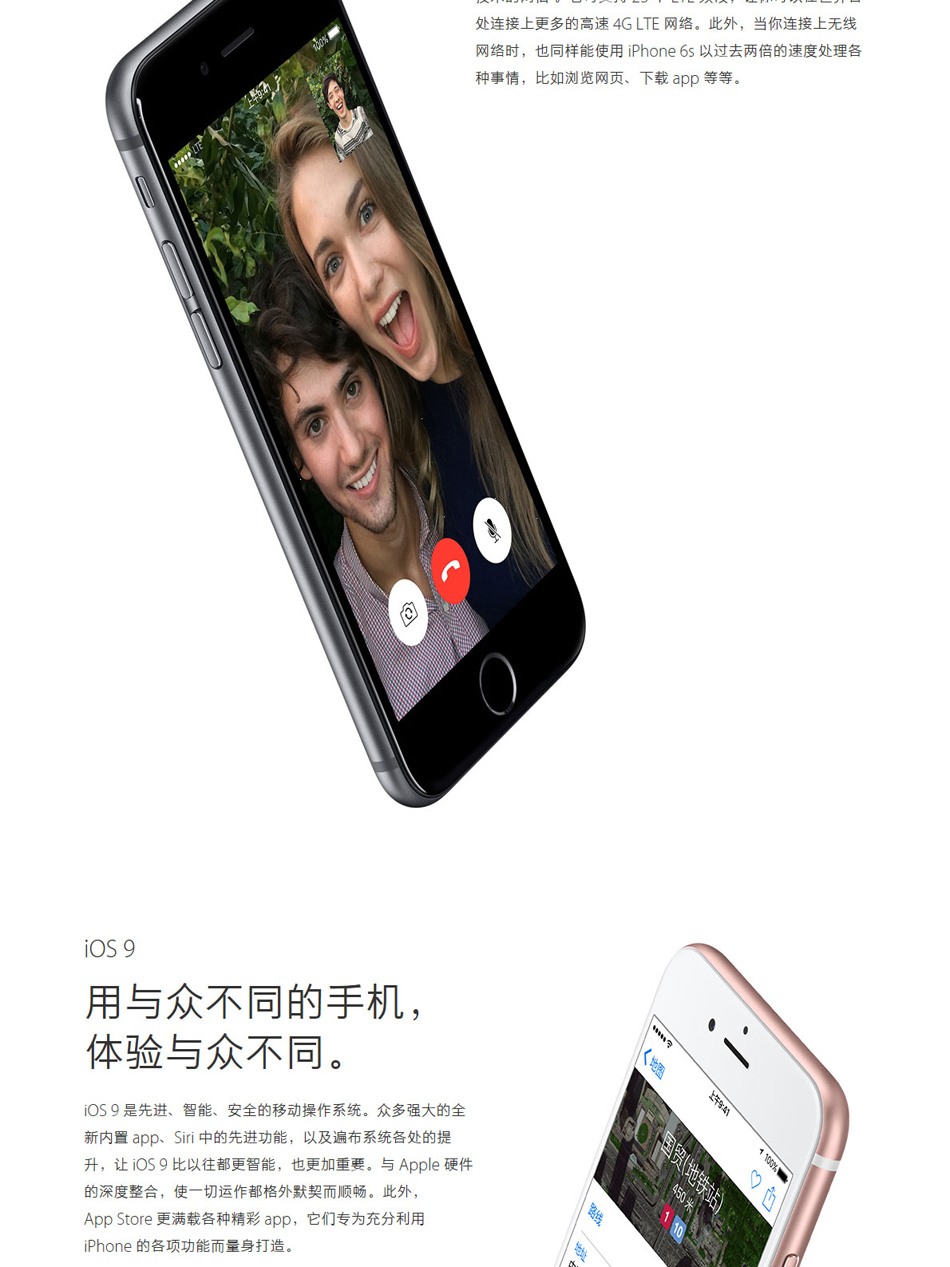 处连接上更多的高速 4G LTE 网络。此外，当你连接上无线
网络时，也同样能使用 iPhone 6s 以过去两倍的速度处理各
种事情，比如浏览网页、下载 app 等等。
LTE
上午9:41
100%
iOS 9
用与众不同的手机，
体验与众不同。
iOS 9 是先进、智能、安全的移动操作系统。众多强大的全
新内置 app、Siri 中的先进功能，以及遍布系统各处的提
升，让 iOS 9 比以往都更智能，也更加重要。与 Apple 硬件
的深度整合，使一切运作都格外默契而顺畅。此外，
App Store 更满载各种精彩 app，它们专为充分利用
iPhone 的各项功能而量身打造。
上午9:41
100%
地图
国贸(地铁站)
450 米
1 10
路线
地址